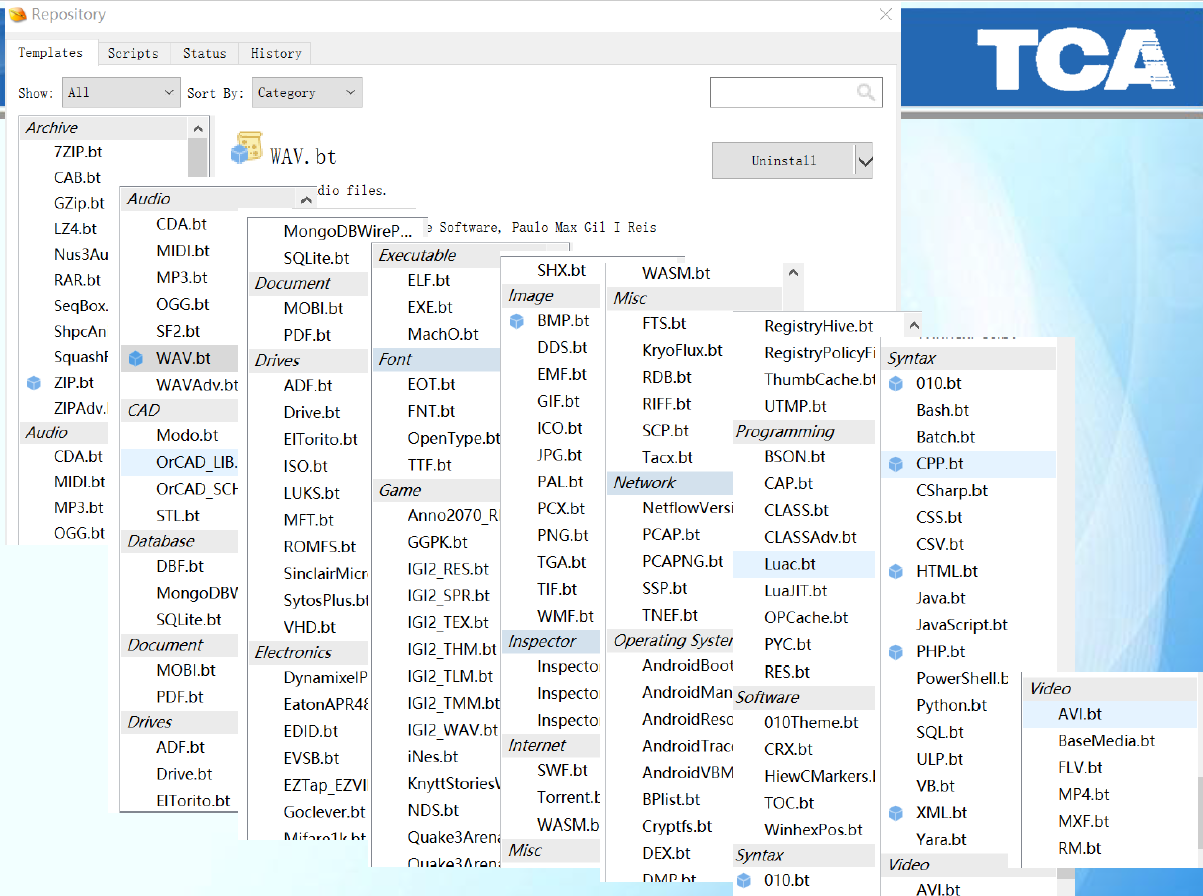 Repository
TCA
Templates
Scripts
Status
History
Show:
All
Sort By:
Category
WAV.bt
Uninstall
dio files.
Software, Paulo Max Gil I Reis
Archive
7ZIP.bt
CAB.bt
GZip.bt
LZ4.bt
Nus3Au
RAR.bt
SeqBox.
ShpcAn
SquashF
ZIP.bt
ZIPAdv.
Audio
CDA.bt
MIDI.bt
MP3.bt
OGG.bt
Audio
CDA.bt
MIDI.bt
MP3.bt
OGG.bt
SF2.bt
WAV.bt
WAVAdv.bt
CAD
Modo.bt
OrCAD_LIB.
OrCAD_SCH
STL.bt
Database
DBF.bt
MongoDBW
SQLite.bt
Document
MOBI.bt
PDF.bt
Drives
ADF.bt
Drive.bt
ElTorito.bt
MongoDBWireP...
SQLite.bt
Document
MOBI.bt
PDF.bt
Drives
ADF.bt
Drive.bt
ElTorito.bt
ISO.bt
LUKS.bt
MFT.bt
ROMFS.bt
SinclairMicr
SytosPlus.bt
VHD.bt
Electronics
DynamixelP
EatonAPR48
EDID.bt
EVSB.bt
EZTap_EZVI
Goclever.bt
Mifare1k.bt
Executable
ELF.bt
EXE.bt
MachO.bt
Font
EOT.bt
FNT.bt
OpenType.bt
TTF.bt
Game
Anno2070_R
GGPK.bt
IGI2_RES.bt
IGI2_SPR.bt
IGI2_TEX.bt
IGI2_THM.bt
IGI2_TLM.bt
IGI2_TMM.bt
IGI2_WAV.bt
iNes.bt
KnyttStoriesW
NDS.bt
Quake3Arena
Quake3Arena
SHX.bt
Image
BMP.bt
DDS.bt
EMF.bt
GIF.bt
ICO.bt
JPG.bt
PAL.bt
PCX.bt
PNG.bt
TGA.bt
TIF.bt
WMF.bt
Inspector
Inspecto
Inspector
Inspector
Internet
SWF.bt
Torrent.b
WASM.b
Misc
WASM.bt
Misc
FTS.bt
KryoFlux.bt
RDB.bt
RIFF.bt
SCP.bt
Tacx.bt
Network
NetflowVersi
PCAP.bt
PCAPNG.bt
SSP.bt
TNEF.bt
Operating System
AndroidBoot
AndroidMan
AndroidReso
AndroidTrace
AndroidVBM
BPlist.bt
Cryptfs.bt
DEX.bt
DMP.bt
RegistryHive.bt
RegistryPolicyFi
ThumbCache.bt
UTMP.bt
Programming
BSON.bt
CAP.bt
CLASS.bt
CLASSAdv.bt
Luac.bt
LuaJIT.bt
OPCache.bt
PYC.bt
RES.bt
Software
010Theme.bt
CRX.bt
HiewCMarkers.
TOC.bt
WinhexPos.bt
Syntax
010.bt
Syntax
010.bt
Bash.bt
Batch.bt
CPP.bt
CSharp.bt
CSS.bt
CSV.bt
HTML.bt
Java.bt
JavaScript.bt
PHP.bt
PowerShell.b
Python.bt
SQL.bt
ULP.bt
VB.bt
XML.bt
Yara.bt
Video
AVI.bt
Video
AVI.bt
BaseMedia.bt
FLV.bt
MP4.bt
MXF.bt
RM.bt